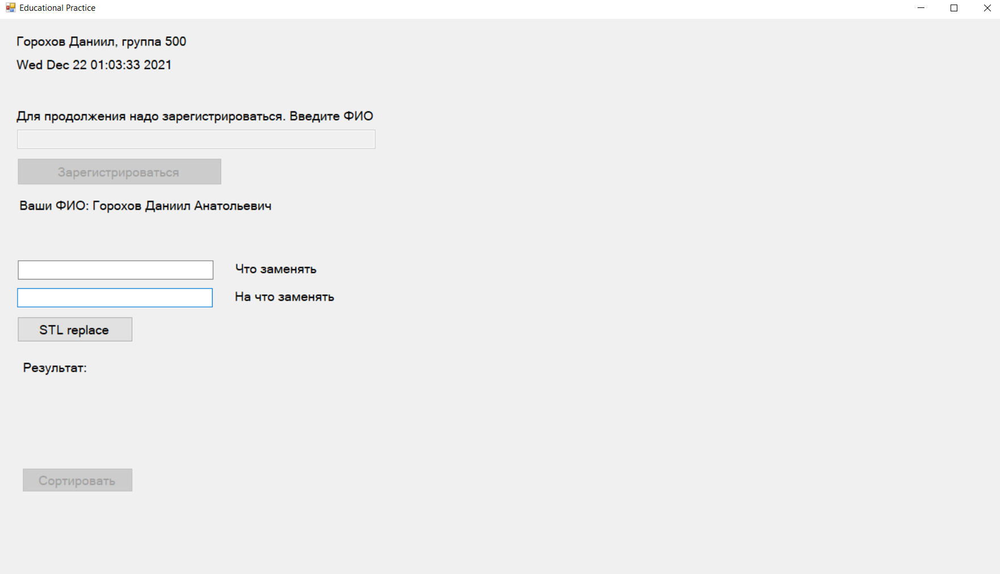 Educational Practice
Горохов Даниил, группа 500
Wed Dec 22 01:03:33 2021
Для продолжения надо зарегистрироваться. Введите ФИО
Зарегистрироваться
Ваши ФИО: Горохов Даниил Анатольевич
Что заменять
На что заменять
STL replace
Результат:
Сортировать